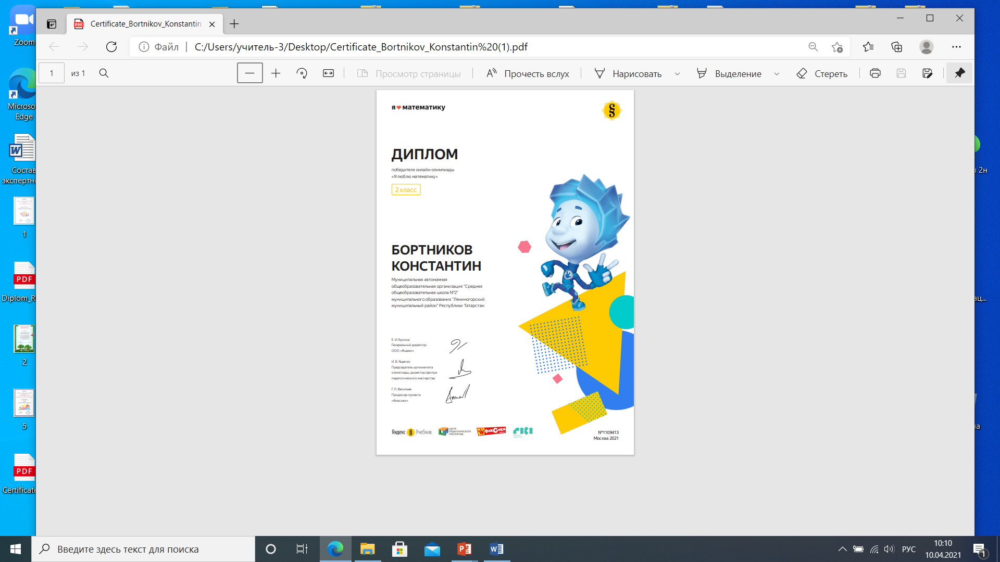 Certificate_Bortnikov_Konstantin
Файл
C:/Users/учитель-3/Desktop/Certificate_Bortnikov_Konstantin%20(1).pdf
1
из 1
Просмотр страницы
Прочесть вслух
Нарисовать
Выделение
Стереть
Zoom
Microso
Edge
Состав
экспертн
1
PDF
Diplom_R
2
5
PDF
Certificate
я математику
§
ДИПЛОМ
победителя онлайн-олимпиады
«Я люблю математику»
2 класс
БОРТНИКОВ
КОНСТАНТИН
Муниципальная автономная
общеобразовательная организация "Средняя
общеобразовательная школа №2"
муниципального образования "Лениногорский
муниципальный район" Республики Татарстан
Е. И. Бунина
Генеральный директор
ООО «Яндекс»
И. В. Ященко
Председатель оргкомитета
олимпиады, директор Центра
педагогического мастерства
Г. Л. Васильев
Продюсер проекта
«Фиксики»
Яндекс § Учебник
ЦЕНТР
ПЕДАГОГИЧЕСКОГО
МАСТЕРСТВА
ФиКСиКИ
№1109413
Москва 2021
2н
ац...
Введите здесь текст для поиска
РУС
10:10
10.04.2021
1